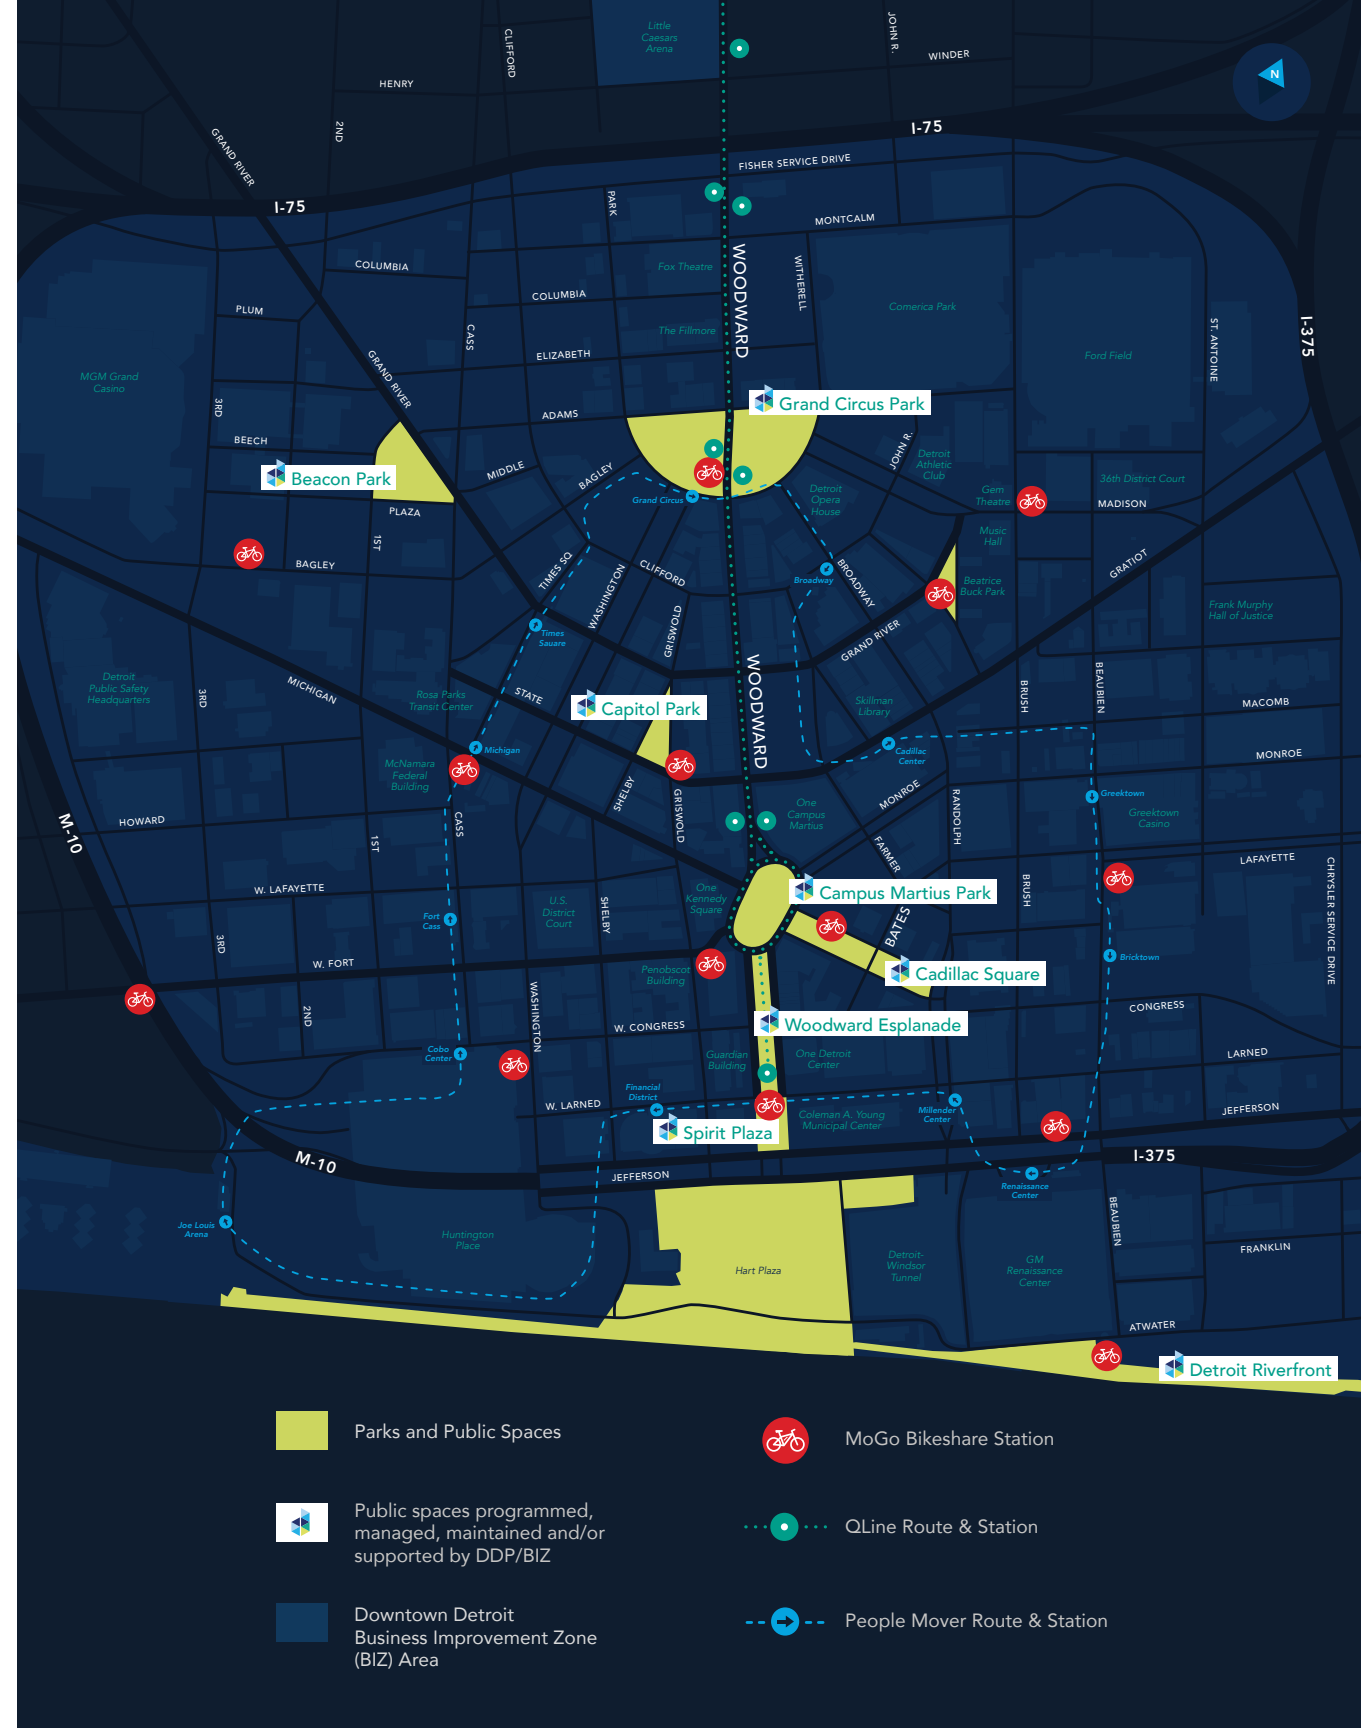 Little
Caesars
Arena
CLIFFORD
JOHN R.
WINDER
N
HENRY
2ND
GRAND RIVER
I-75
FISHER SERVICE DRIVE
I-75
PARK
MONTCALM
WOODWARD
WITHERELL
COLUMBIA
Fox Theatre
COLUMBIA
Comerica Park
PLUM
CASS
The Fillmore
ST. ANTOINE
I-375
ELIZABETH
Ford Field
GRAND RIVER
MGM Grand
Casino
3RD
ADAMS
Grand Circus Park
BEECH
JOHN R.
Detroit
Athletic
Club
Beacon Park
MIDDLE
BAGLEY
Grand Circus
Detroit
Opera
House
Gem
Theatre
36th District Court
MADISON
PLAZA
1ST
Music
Hall
BAGLEY
TIMES SQ
WASHINGTON
CLIFFORD
Broadway
BROADWAY
Beatrice
Buck Park
GRATIOT
GRISWOLD
Times
Sauare
GRAND RIVER
Frank Murphy
Hall of Justice
Detroit
Public Safety
Headquarters
3RD
MICHIGAN
Rosa Parks
Transit Center
STATE
Capitol Park
WOODWARD
Skillman
Library
BRUSH
BEAUBIEN
MACOMB
Michigan
Cadillac
Center
MONROE
McNamara
Federal
Building
SHELBY
GRISWOLD
MONROE
RANDOLPH
Greektown
Greektown
Casino
M-10
HOWARD
1ST
CASS
One
Campus
Martius
FARMER
LAFAYETTE
W. LAFAYETTE
One
Kennedy
Square
Campus Martius Park
BRUSH
CHRYSLER SERVICE DRIVE
Fort
Cass
U.S.
District
Court
SHELBY
BATES
3RD
W. FORT
Penobscot
Building
Cadillac Square
Bricktown
2ND
WASHINGTON
W. CONGRESS
Woodward Esplanade
CONGRESS
Cobo
Center
Guardian
Building
One Detroit
Center
LARNED
Financial
District
W. LARNED
Spirit Plaza
Coleman A. Young
Municipal Center
Millender
Center
JEFFERSON
M-10
JEFFERSON
I-375
Renaissance
Center
Joe Louis
Arena
Huntington
Place
Hart Plaza
Detroit-
Windsor
Tunnel
GM
Renaissance
Center
BEAUBIEN
FRANKLIN
ATWATER
Detroit Riverfront
Parks and Public Spaces
MoGo Bikeshare Station
Public spaces programmed,
managed, maintained and/or
supported by DDP/BIZ
QLine Route & Station
Downtown Detroit
Business Improvement Zone
(BIZ) Area
People Mover Route & Station